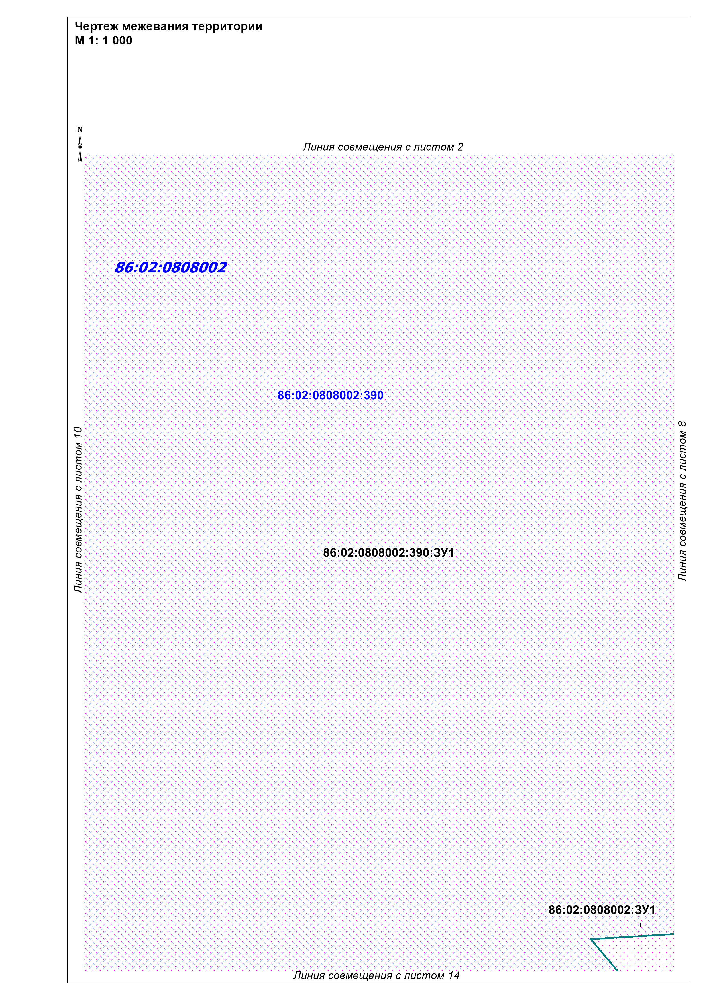 Чертеж межевания территории
М 1: 1 000
N
Линия совмещения с листом 2
86:02:0808002
86:02:0808002:390
Линия совмещения с листом 10
Линия совмещения с листом 8
86:02:0808002:390:ЗУ1
86:02:0808002:ЗУ1
Линия совмещения с листом 14